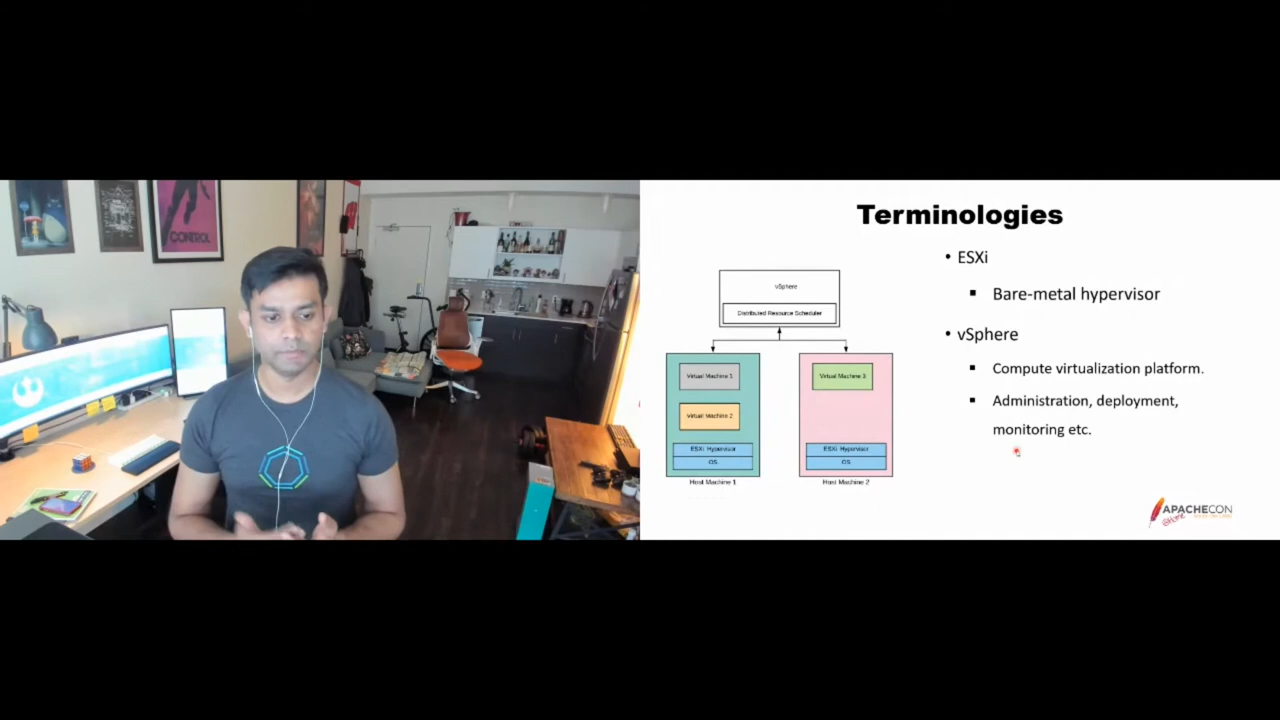 CONTROL
Terminologies
vSphere
Distributed Resource Scheduler
Virtual Machine 1
Virtual Machine 2
ESXi Hypervisor
OS
Host Machine 1
Virtual Machine 3
ESXi Hypervisor
OS
Host Machine 2
• ESXi
▪ Bare-metal hypervisor
• vSphere
▪ Compute virtualization platform.
▪ Administration, deployment,
monitoring etc.
APACHECON
@Home